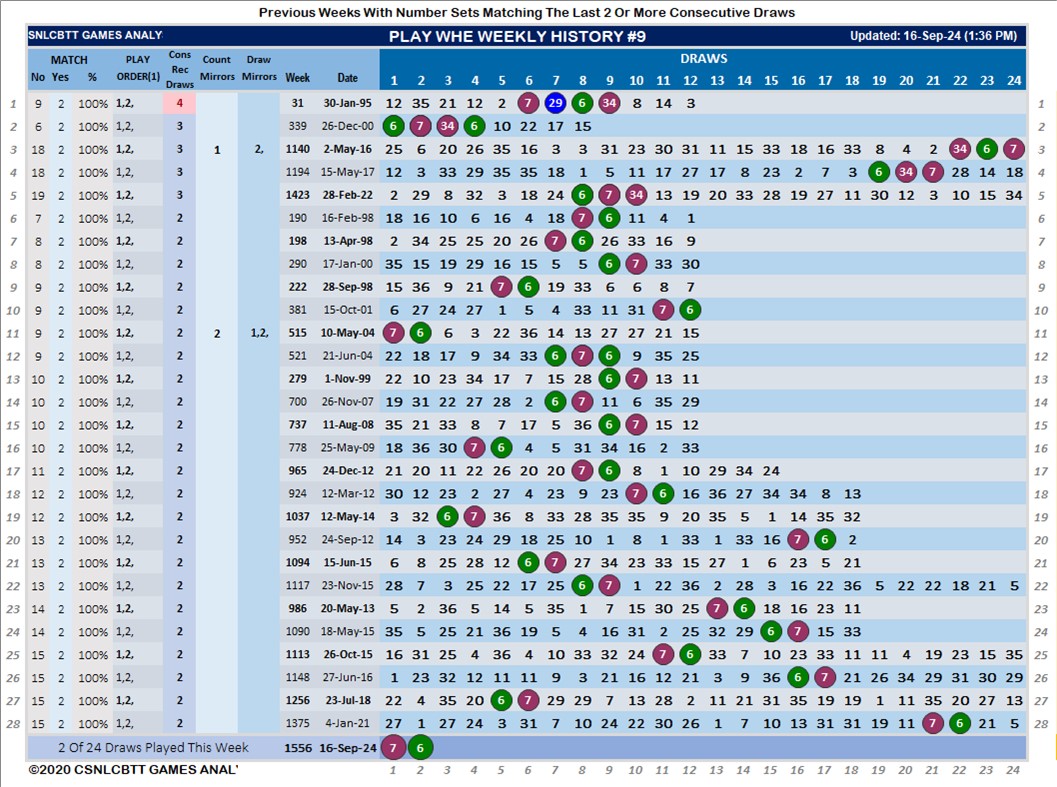 Previous Weeks With Number Sets Matching The Last 2 Or More Consecutive Draws
SNLCBTT GAMES ANALY PLAY WHE WEEKLY HISTORY #9 Updated: 16-Sep-24 (1:36 PM)
MATCH PLAY Cons Count Draw DRAWS
No Yes % ORDER(1) Rec Draws Mirrors Mirrors Week Date 1 2 3 4 5 6 7 8 9 10 11 12 13 14 15 16 17 18 19 20 21 22 23 24
1 9 2 100% 1,2, 4 31 30-Jan-95 12 35 21 12 2 7 29 6 34 8 14 3 1
2 6 2 100% 1,2, 3 339 26-Dec-00 6 7 34 6 10 22 17 15 2
3 18 2 100% 1,2, 3 1 2, 1140 2-May-16 25 6 20 26 35 16 3 3 31 23 30 31 11 15 33 18 16 33 8 4 2 34 6 7 3
4 18 2 100% 1,2, 3 1194 15-May-17 12 3 33 29 35 35 18 1 5 11 17 27 17 8 23 2 7 3 6 34 7 28 14 18 4
5 19 2 100% 1,2, 3 1423 28-Feb-22 2 29 8 32 3 18 24 6 7 34 13 19 20 33 28 19 27 11 30 12 3 10 15 34 5
6 7 2 100% 1,2, 2 190 16-Feb-98 18 16 10 6 16 4 18 7 6 11 4 1 6
7 8 2 100% 1,2, 2 198 13-Apr-98 2 34 25 25 20 26 7 6 26 33 16 9 7
8 8 2 100% 1,2, 2 290 17-Jan-00 35 15 19 29 16 15 5 5 6 7 33 30 8
9 9 2 100% 1,2, 2 222 28-Sep-98 15 36 9 21 7 6 19 33 6 6 8 7 9
10 9 2 100% 1,2, 2 381 15-Oct-01 6 27 24 27 1 5 4 33 11 31 7 6 10
11 9 2 100% 1,2, 2 2 1,2, 515 10-May-04 7 6 6 3 22 36 14 13 27 27 21 15 11
12 9 2 100% 1,2, 2 521 21-Jun-04 22 18 17 9 34 33 6 7 6 9 35 25 12
13 10 2 100% 1,2, 2 279 1-Nov-99 22 10 23 34 17 7 15 28 6 7 13 11 13
14 10 2 100% 1,2, 2 700 26-Nov-07 19 31 22 27 28 2 6 7 11 6 35 29 14
15 10 2 100% 1,2, 2 737 11-Aug-08 35 21 33 8 7 17 5 36 6 7 15 12 15
16 10 2 100% 1,2, 2 778 25-May-09 18 36 30 7 6 4 5 31 34 16 2 33 16
17 11 2 100% 1,2, 2 965 24-Dec-12 21 20 11 22 26 20 20 7 6 8 1 10 29 34 24 17
18 12 2 100% 1,2, 2 924 12-Mar-12 30 12 23 2 27 4 23 9 23 7 6 16 36 27 34 34 8 13 18
19 12 2 100% 1,2, 2 1037 12-May-14 3 32 6 7 36 8 33 28 35 35 9 20 35 5 1 14 35 32 19
20 13 2 100% 1,2, 2 952 24-Sep-12 14 3 23 24 29 18 25 10 1 8 1 33 1 33 16 7 6 2 20
21 13 2 100% 1,2, 2 1094 15-Jun-15 6 8 25 28 12 6 7 27 34 23 33 15 27 1 6 23 5 21 21
22 13 2 100% 1,2, 2 1117 23-Nov-15 28 7 3 25 22 17 25 6 7 1 22 36 2 28 3 16 22 36 5 22 22 18 21 5 22
23 14 2 100% 1,2, 2 986 20-May-13 5 2 36 5 14 5 35 1 7 15 30 25 7 6 18 16 23 11 23
24 14 2 100% 1,2, 2 1090 18-May-15 35 5 25 21 36 19 5 4 16 31 2 25 32 29 6 7 15 33 24
25 15 2 100% 1,2, 2 1113 26-Oct-15 16 31 25 4 36 4 10 33 32 24 7 6 33 7 10 23 33 11 11 4 19 23 15 35 25
26 15 2 100% 1,2, 2 1148 27-Jun-16 1 23 32 12 11 11 9 3 21 16 12 21 3 9 36 6 7 21 26 34 29 31 30 29 26
27 15 2 100% 1,2, 2 1256 23-Jul-18 22 4 35 20 6 7 29 29 7 13 28 2 11 21 31 35 19 19 1 11 35 20 27 13 27
28 15 2 100% 1,2, 2 1375 4-Jan-21 27 1 27 24 3 31 7 10 24 22 30 26 1 7 10 13 31 31 19 11 7 6 21 5 28
2 Of 24 Draws Played This Week 1556 16-Sep-24 7 6
©2020 CSNLCBTT GAMES ANAL' 1 2 3 4 5 6 7 8 9 10 11 12 13 14 15 16 17 18 19 20 21 22 23 24